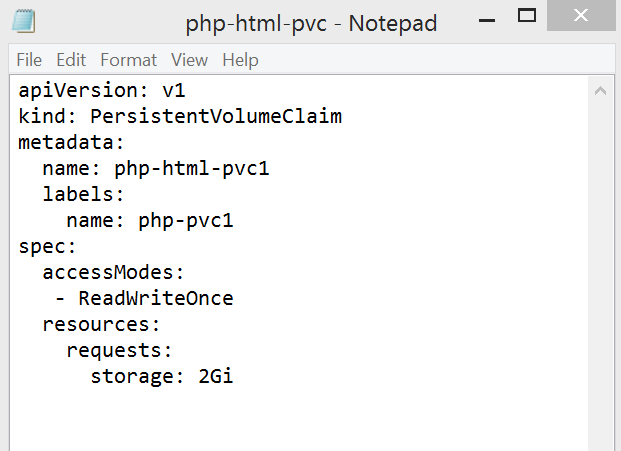 php-html-pvc - Notepad
File Edit Format View Help
apiVersion: v1
kind: PersistentVolumeClaim
metadata:
  name: php-html-pvc1
  labels:
    name: php-pvc1
spec:
  accessModes:
   - ReadWriteOnce
  resources:
    requests:
      storage: 2Gi